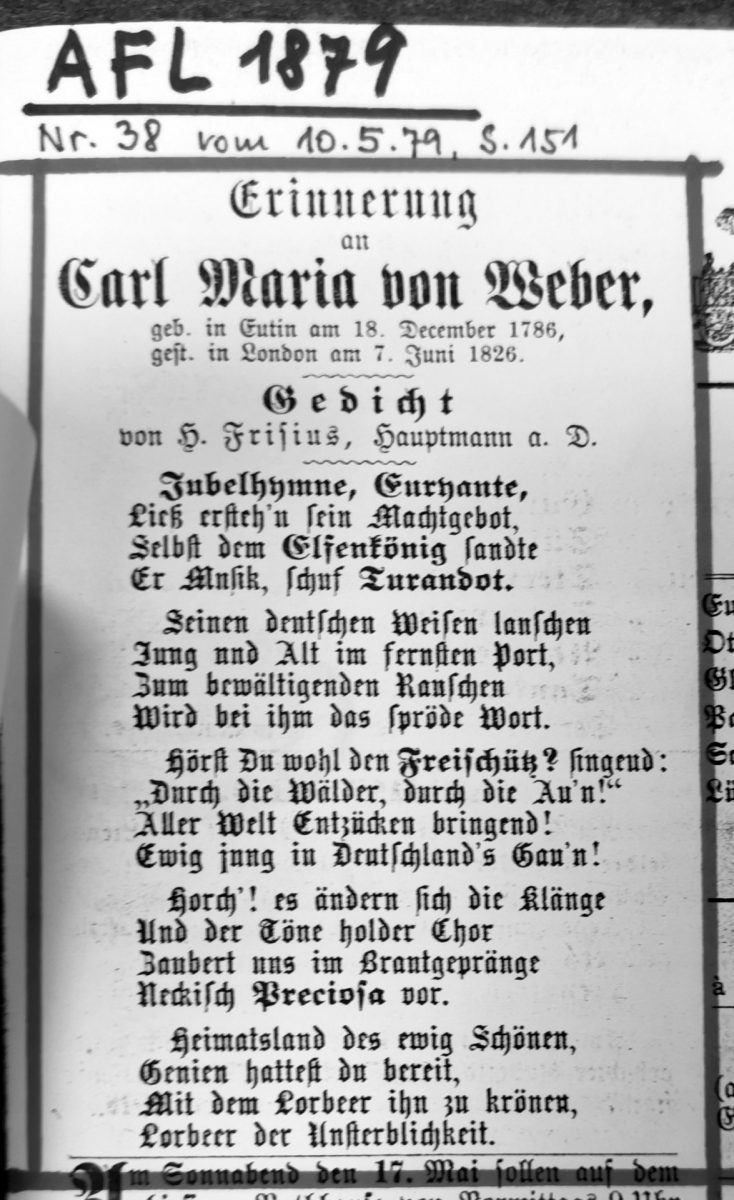 AFL 1879
Nr. 38 vom 10.5.79, S. 151
Erinnerung
an
Carl Maria von Weber,
geb. in Eutin am 18. December 1786,
gest. in London am 7. Juni 1826.
Gedicht
von H. Frisius, Hauptmann a. D.
Jubelhymne, Euryante,
Ließ ersteh'n sein Machtgebot,
Selbst dem Elfenkönig sandte
Er Musik, schuf Turandot.
Seinen deutschen Weisen lauschen
Jung und Alt im fernsten Port,
Zum bewältigenden Rauschen
Wird bei ihm das spröde Wort.
Hörst Du wohl den Freischütz? singend:
„Durch die Wälder, durch die Au'n!“
Aller Welt Entzücken bringend!
Ewig jung in Deutschland's Gau'n!
Horch'! es ändern sich die Klänge
Und der Töne holder Chor
Zaubert uns im Brautgepränge
Neckisch Preciosa vor.
Heimatsland des ewig Schönen,
Genien hattest du bereit,
Mit dem Lorbeer ihn zu krönen,
Lorbeer der Unsterblichkeit.
Am Sonnabend den 17. Mai sollen auf dem